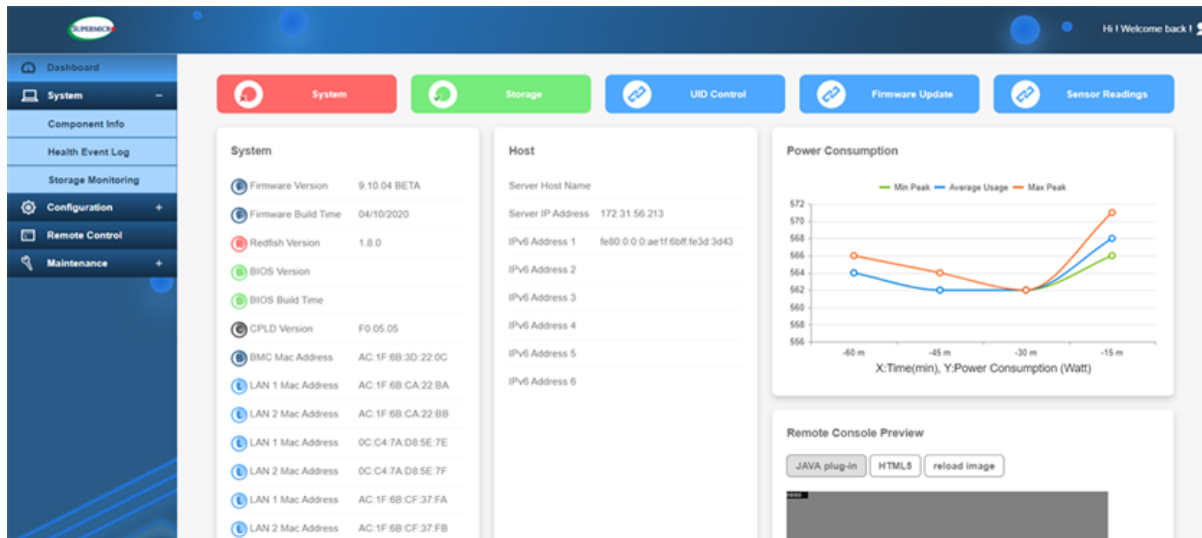 SUPERMICR
Hi ! Welcome back !
Dashboard
System −
Component Info
Health Event Log
Storage Monitoring
Configuration +
Remote Control
Maintenance +
System
Storage
UID Control
Firmware Update
Sensor Readings
System
F Firmware Version 9.10.04 BETA
F Firmware Build Time 04/10/2020
R Redfish Version 1.8.0
B BIOS Version
B BIOS Build Time
C CPLD Version F0.05.05
B BMC Mac Address AC:1F:6B:3D:22:0C
L LAN 1 Mac Address AC:1F:6B:CA:22:BA
L LAN 2 Mac Address AC:1F:6B:CA:22:BB
L LAN 1 Mac Address 0C:C4:7A:D8:5E:7E
L LAN 2 Mac Address 0C:C4:7A:D8:5E:7F
L LAN 1 Mac Address AC:1F:6B:CF:37:FA
L LAN 2 Mac Address AC:1F:6B:CF:37:FB
Host
Server Host Name
Server IP Address 172.31.56.213
IPv6 Address 1 fe80:0:0:0:ae1f:6bff:fe3d:3d43
IPv6 Address 2
IPv6 Address 3
IPv6 Address 4
IPv6 Address 5
IPv6 Address 6
Power Consumption
Min Peak Average Usage Max Peak
572
570
568
566
564
562
560
558
556
-60 m -45 m -30 m -15 m
X:Time(min), Y:Power Consumption (Watt)
Remote Console Preview
JAVA plug-in HTML5 reload image